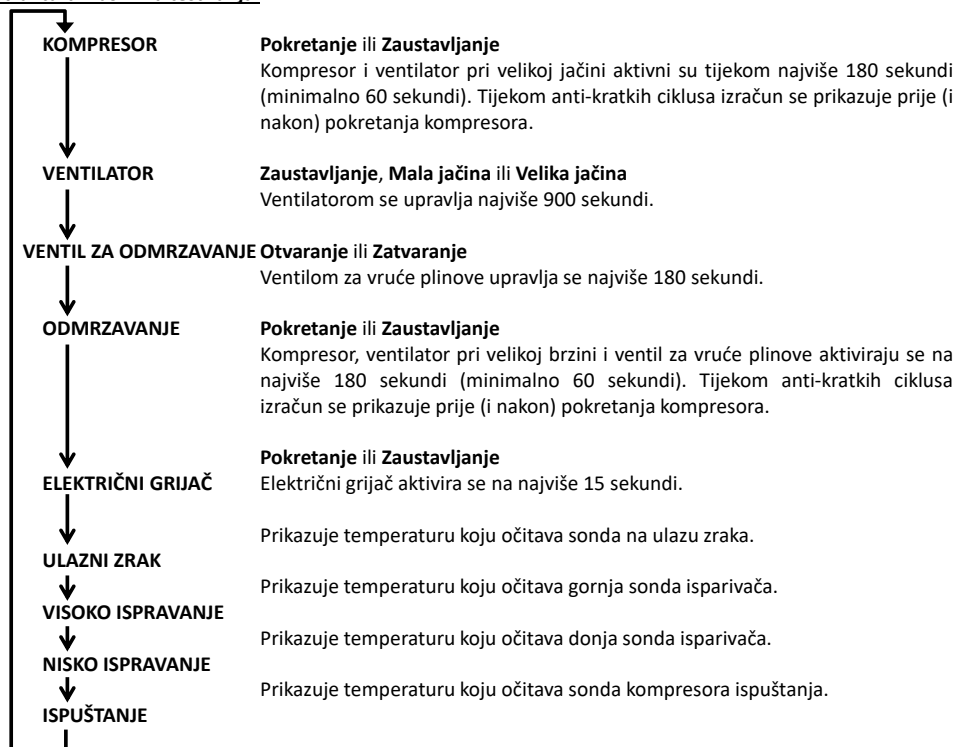 KOMPRESOR
Pokretanje ili Zaustavljanje
Kompresor i ventilator pri velikoj jačini aktivni su tijekom najviše 180 sekundi
(minimalno 60 sekundi). Tijekom anti-kratkih ciklusa izračun se prikazuje prije (i
nakon) pokretanja kompresora.
VENTILATOR
Zaustavljanje, Mala jačina ili Velika jačina
Ventilatorom se upravlja najviše 900 sekundi.
VENTIL ZA ODMRZAVANJE Otvaranje ili Zatvaranje
Ventilom za vruće plinove upravlja se najviše 180 sekundi.
ODMRZAVANJE
Pokretanje ili Zaustavljanje
Kompresor, ventilator pri velikoj brzini i ventil za vruće plinove aktiviraju se na
najviše 180 sekundi (minimalno 60 sekundi). Tijekom anti-kratkih ciklusa
izračun se prikazuje prije (i nakon) pokretanja kompresora.
Pokretanje ili Zaustavljanje
ELEKTRIČNI GRIJAČ
Električni grijač aktivira se na najviše 15 sekundi.
Prikazuje temperaturu koju očitava sonda na ulazu zraka.
ULAZNI ZRAK
Prikazuje temperaturu koju očitava gornja sonda isparivača.
VISOKO ISPRAVANJE
Prikazuje temperaturu koju očitava donja sonda isparivača.
NISKO ISPRAVANJE
Prikazuje temperaturu koju očitava sonda kompresora ispuštanja.
ISPUŠTANJE